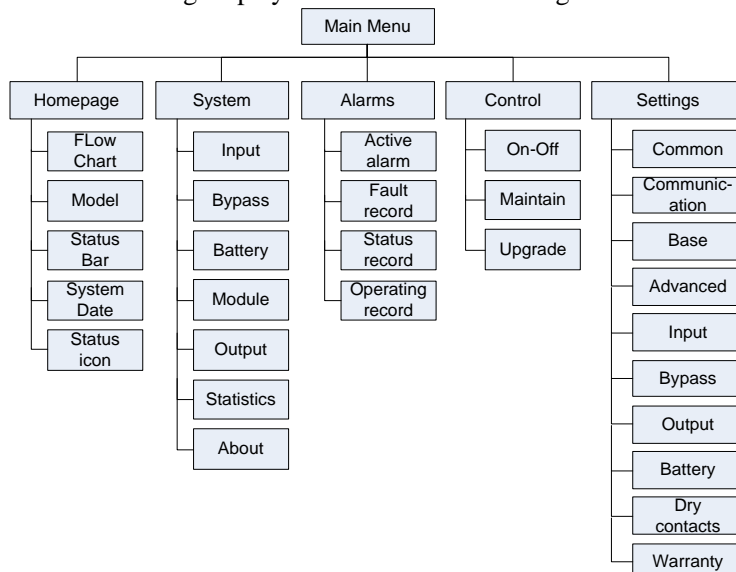 Main Menu
Homepage
System
Alarms
Control
Settings
FLow
Chart
Model
Status
Bar
System
Date
Status
icon
Input
Bypass
Battery
Module
Output
Statistics
About
Active
alarm
Fault
record
Status
record
Operating
record
On-Off
Maintain
Upgrade
Common
Communic-
ation
Base
Advanced
Input
Bypass
Output
Battery
Dry
contacts
Warranty